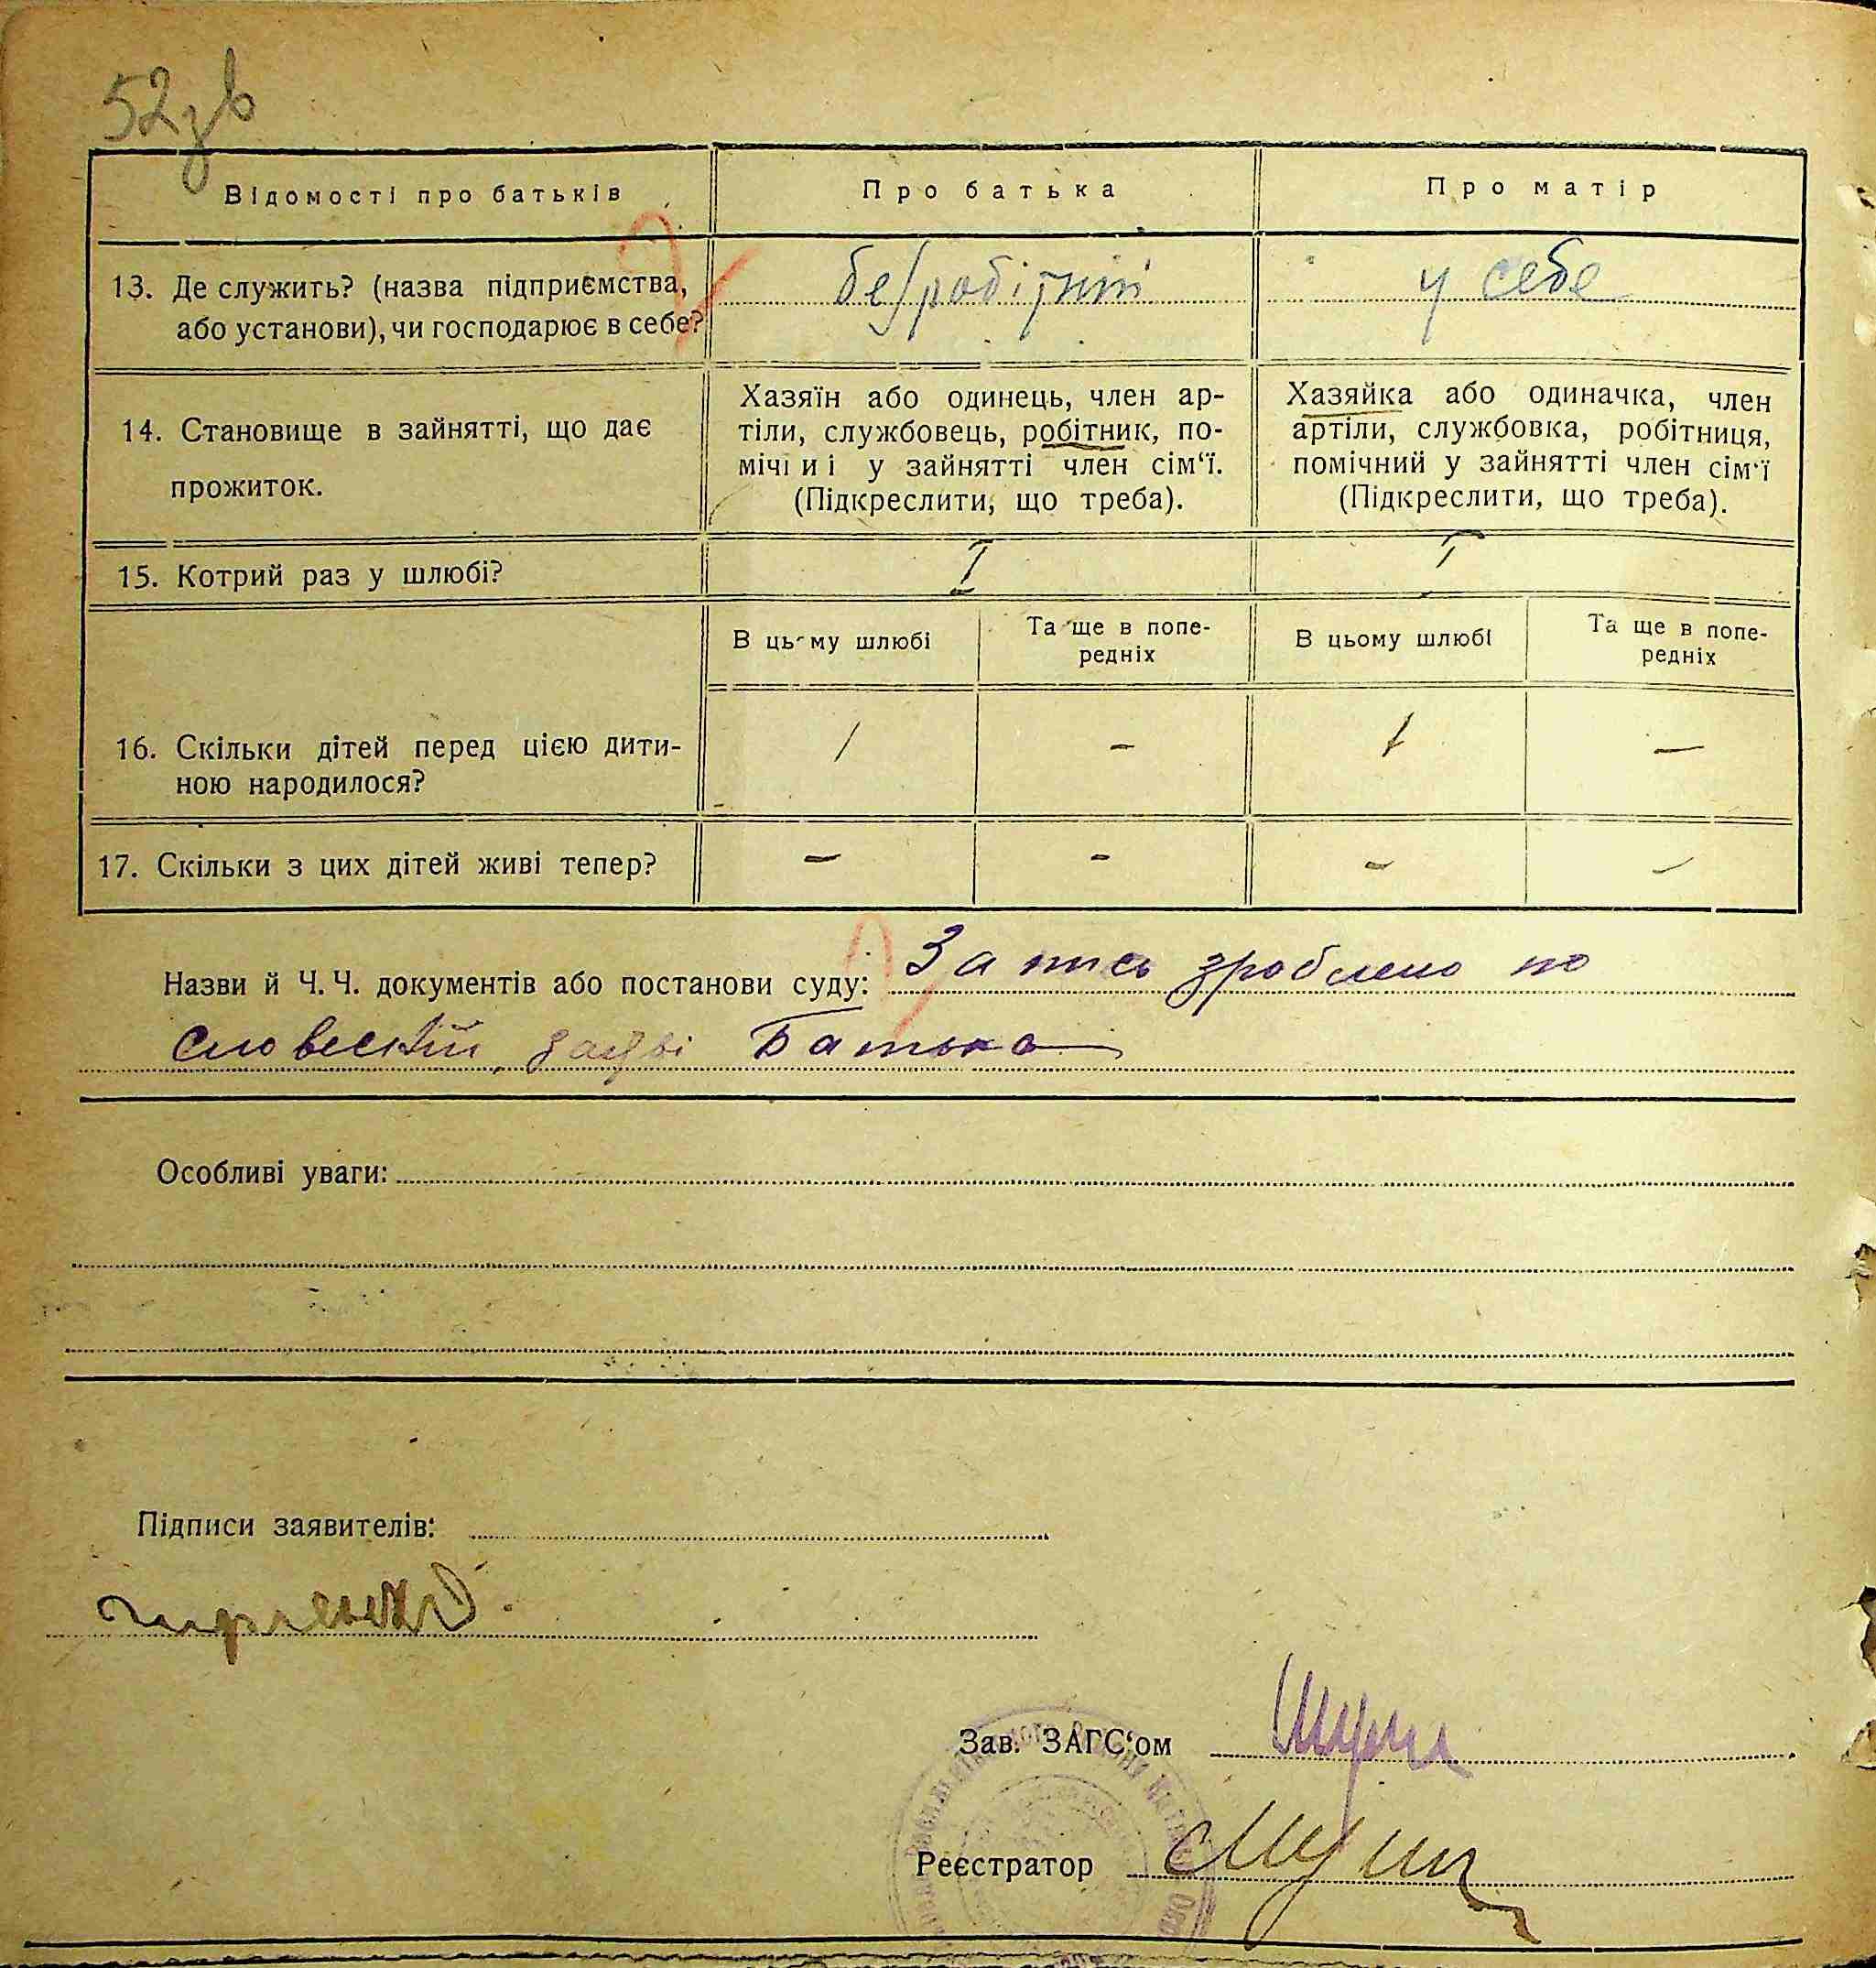 52зв
Відомості про батьків
Про батька
Про матір
13. Де служить? (назва підприємства,
або установи), чи господарює в себе?
безробітний
у себе
14. Становище в зайнятті, що дає
прожиток.
Хазяїн або одинець, член ар-
тіли, службовець, робітник, по-
мічний у зайнятті член сім'ї.
(Підкреслити, що треба).
Хазяйка або одиначка, член
артіли, службовка, робітниця,
помічний у зайнятті член сім'ї
(Підкреслити, що треба).
15. Котрий раз у шлюбі?
I
I
В цьому шлюбі
Та ще в попе-
редніх
В цьому шлюбі
Та ще в попе-
редніх
16. Скільки дітей перед цією дити-
ною народилося?
1
–
1
–
17. Скільки з цих дітей живі тепер?
–
–
–
–
Назви й Ч. Ч. документів або постанови суду: Запись зроблено по
словесній заяві Батька
Особливі уваги:
Підписи заявителів:
Зав. ЗАГС'ом
Реєстратор